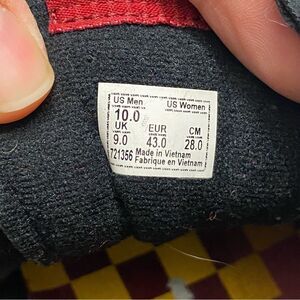 US Men US Women
10.0
UK EUR CM
9.0 43.0 28.0
721356 Made in Vietnam
Fabrique en Vietnam